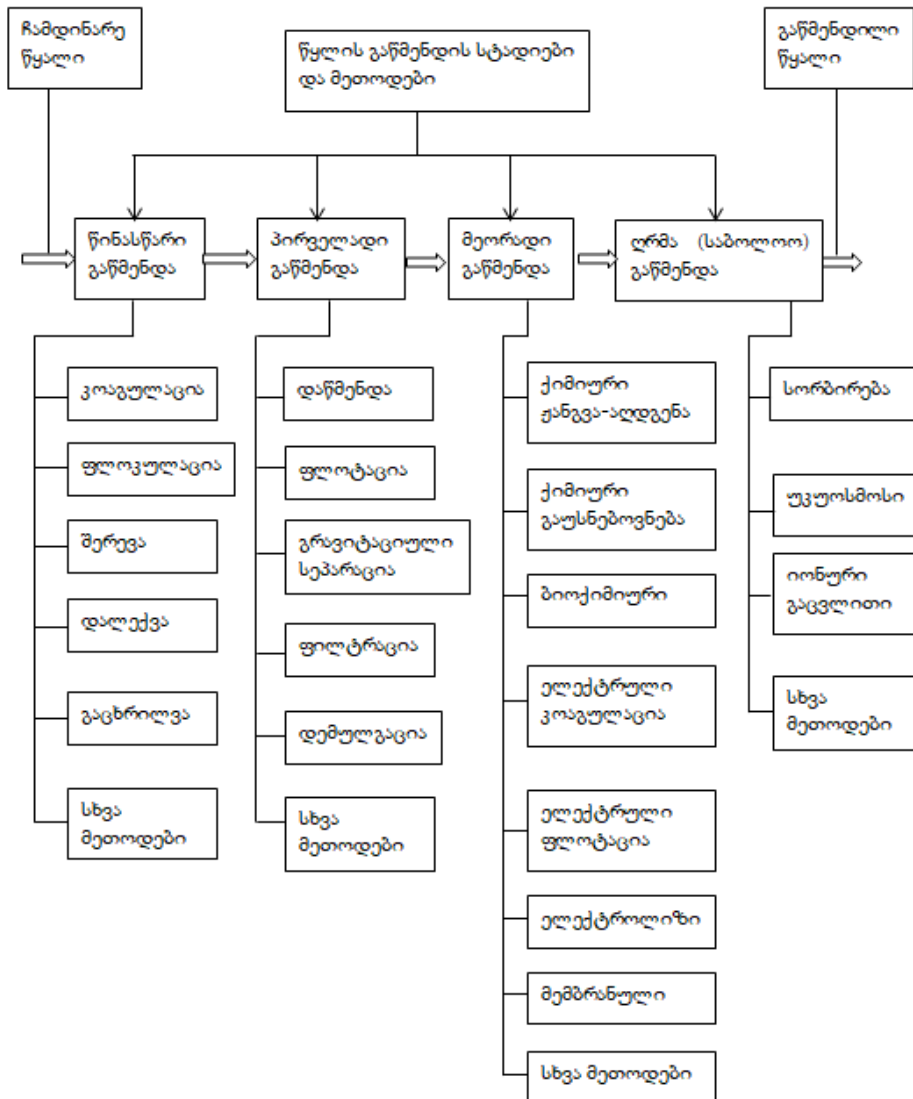 ჩამდინარე
წყალი
წყლის გაწმენდის სტადიები
და მეთოდები
გაწმენდილი
წყალი
წინასწარი
გაწმენდა
პირველადი
გაწმენდა
მეორადი
გაწმენდა
ღრმა (საბოლოო)
გაწმენდა
კოაგულაცია
ფლოკულაცია
შერევა
დალექვა
გაცხრილვა
სხვა
მეთოდები
დაწმენდა
ფლოტაცია
გრავიტაციული
სეპარაცია
ფილტრაცია
დემულგაცია
სხვა
მეთოდები
ქიმიური
ჟანგვა-აღდგენა
ქიმიური
გაუსნებოვნება
ბიოქიმიური
ელექტრული
კოაგულაცია
ელექტრული
ფლოტაცია
ელექტროლიზი
მემბრანული
სხვა მეთოდები
სორბირება
უკუოსმოსი
იონური
გაცვლითი
სხვა
მეთოდები